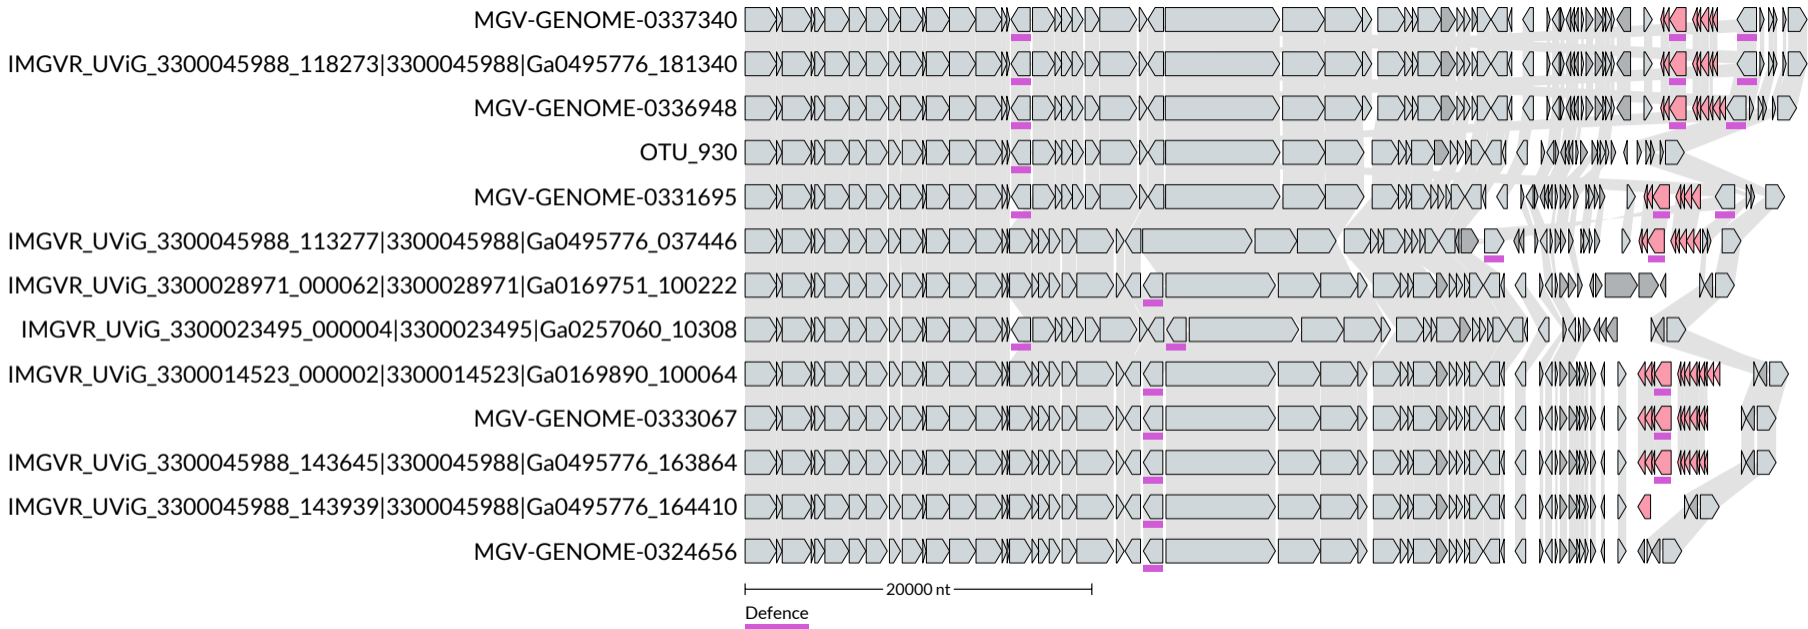 MGV-GENOME-0337340
IMGVR_UViG_3300045988_118273|3300045988|Ga0495776_181340
MGV-GENOME-0336948
OTU_930
MGV-GENOME-0331695
IMGVR_UViG_3300045988_113277|3300045988|Ga0495776_037446
IMGVR_UViG_3300028971_000062|3300028971|Ga0169751_100222
IMGVR_UViG_3300023495_000004|3300023495|Ga0257060_10308
IMGVR_UViG_3300014523_000002|3300014523|Ga0169890_100064
MGV-GENOME-0333067
IMGVR_UViG_3300045988_143645|3300045988|Ga0495776_163864
IMGVR_UViG_3300045988_143939|3300045988|Ga0495776_164410
MGV-GENOME-0324656
20000 nt
Defence